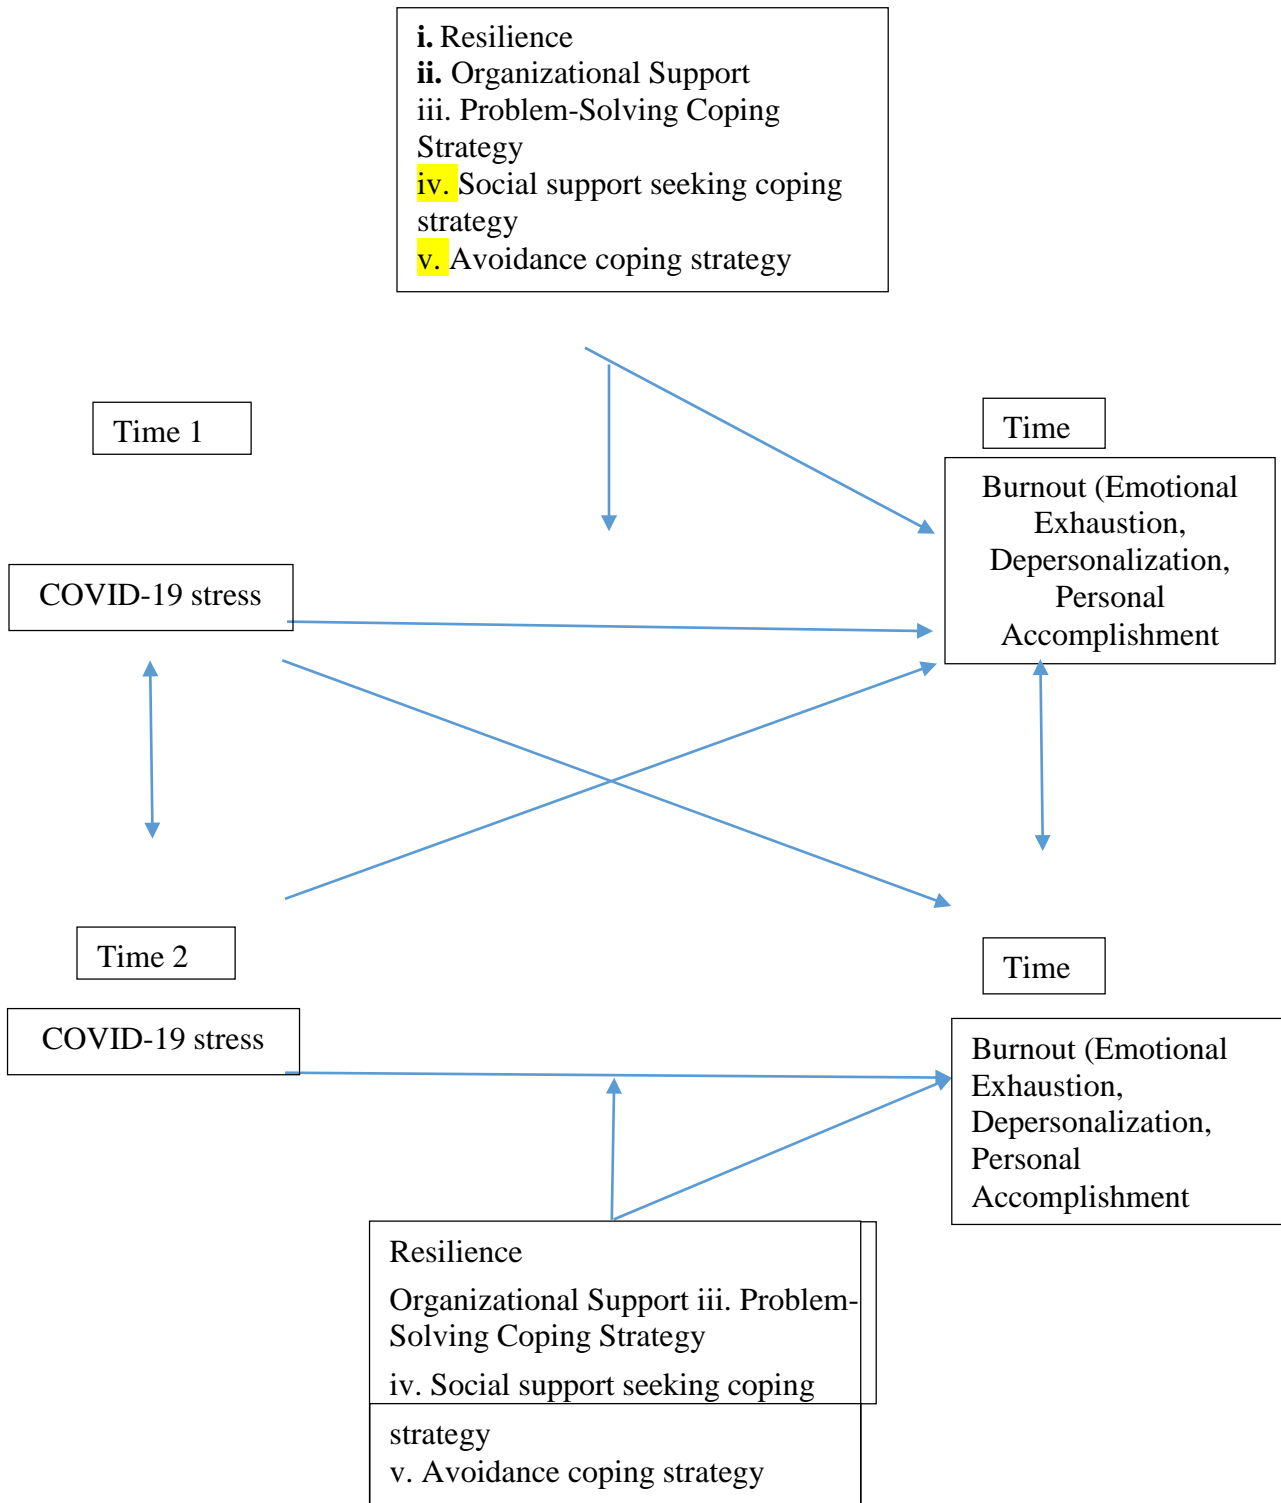 i. Resilience
ii. Organizational Support
iii. Problem-Solving Coping
Strategy
iv. Social support seeking coping
strategy
v. Avoidance coping strategy
Time 1
Time
Burnout (Emotional
Exhaustion,
Depersonalization,
Personal
Accomplishment
COVID-19 stress
Time 2
Time
COVID-19 stress
Burnout (Emotional
Exhaustion,
Depersonalization,
Personal
Accomplishment
Resilience
Organizational Support iii. Problem-
Solving Coping Strategy
iv. Social support seeking coping
strategy
v. Avoidance coping strategy